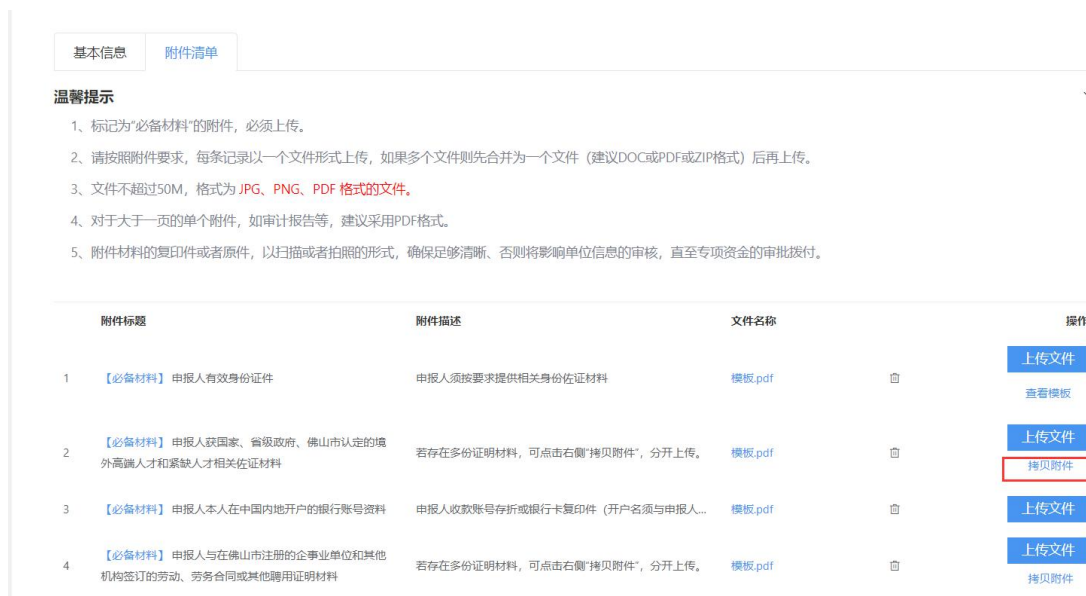 基本信息 附件清单
温馨提示
1、标记为“必备材料”的附件，必须上传。
2、请按照附件要求，每条记录以一个文件形式上传，如果多个文件则先合并为一个文件（建议DOC或PDF或ZIP格式）后再上传。
3、文件不超过50M，格式为 JPG、PNG、PDF 格式的文件。
4、对于大于一页的单个附件，如审计报告等，建议采用PDF格式。
5、附件材料的复印件或者原件，以扫描或者拍照的形式，确保足够清晰、否则将影响单位信息的审核，直至专项资金的审批拨付。
附件标题 附件描述 文件名称 操作
上传文件
1 【必备材料】申报人有效身份证件 申报人须按要求提供相关身份佐证材料 模板.pdf
查看模板
上传文件
【必备材料】申报人获国家、省级政府、佛山市认定的境
2 若存在多份证明材料，可点击右侧“拷贝附件”，分开上传。 模板.pdf
外高端人才和紧缺人才相关佐证材料
拷贝附件
3 【必备材料】申报人本人在中国内地开户的银行账号资料 申报人收款账号存折或银行卡复印件（开户名须与申报人... 模板.pdf 上传文件
上传文件
【必备材料】申报人与在佛山市注册的企事业单位和其他
4 若存在多份证明材料，可点击右侧“拷贝附件”，分开上传。 模板.pdf
机构签订的劳动、劳务合同或其他聘用证明材料
拷贝附件